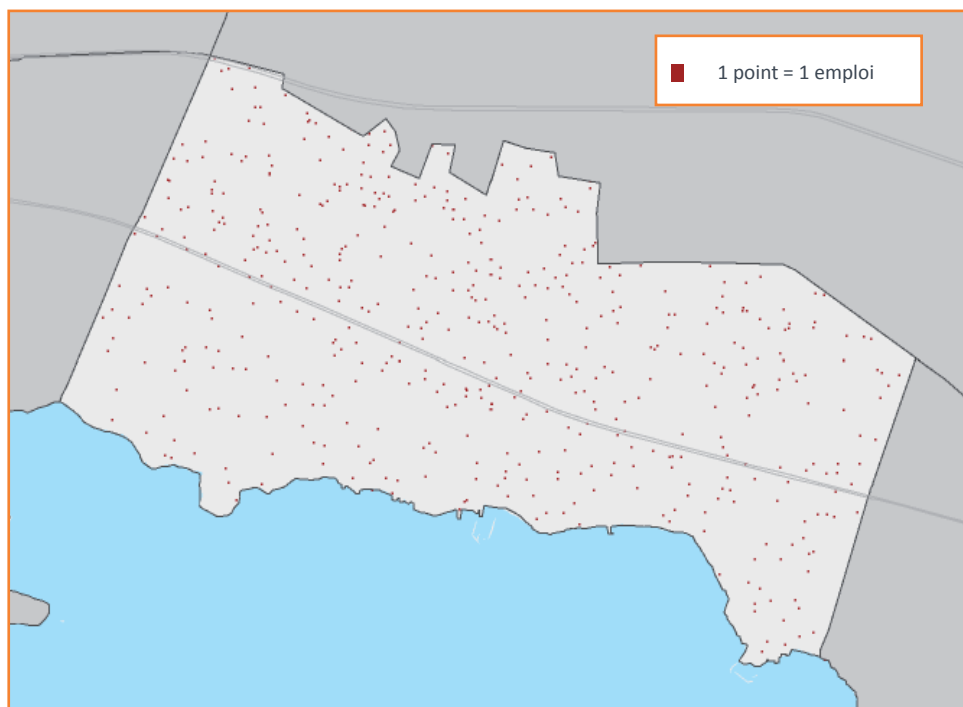 1 point = 1 emploi